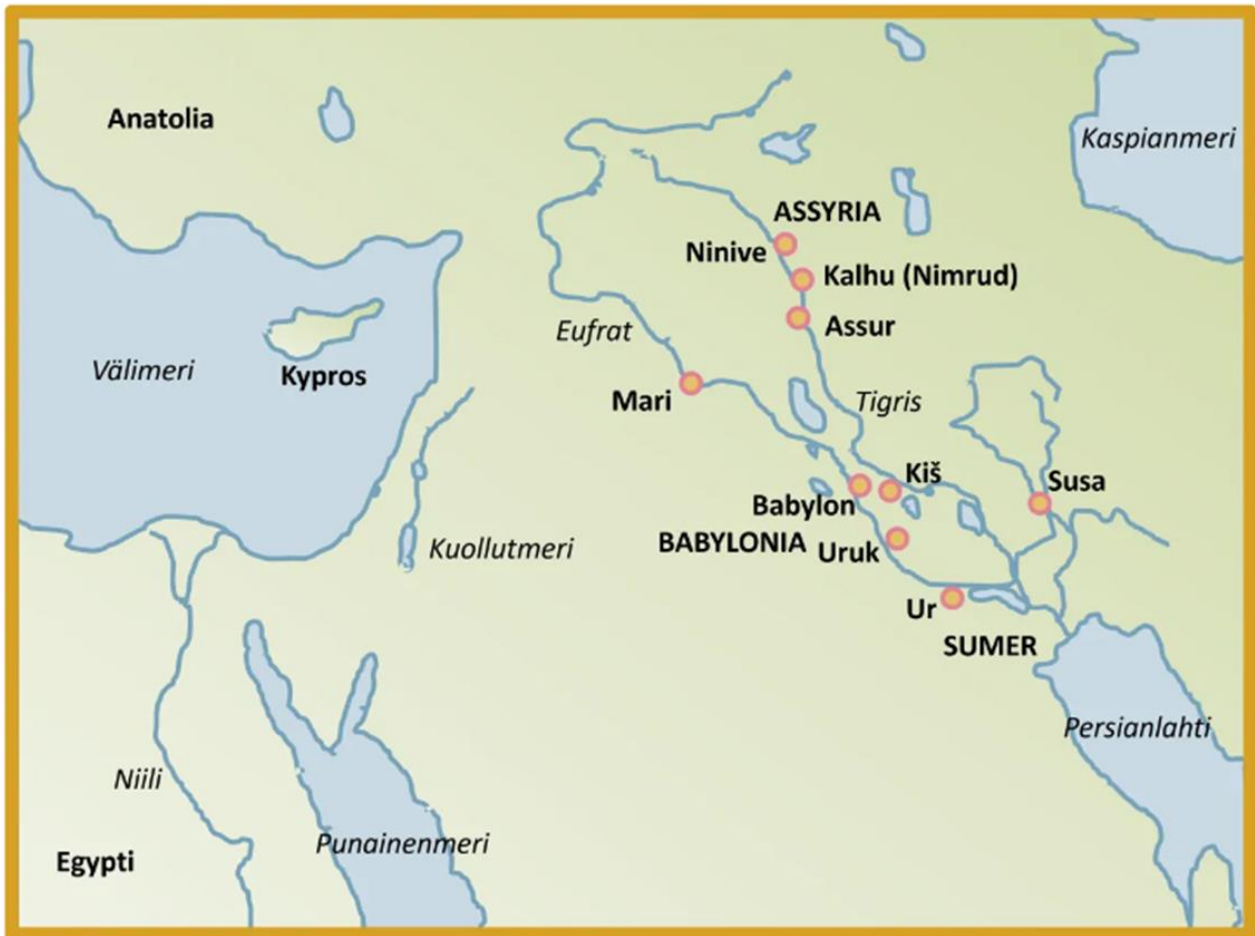 Anatolia
Kaspianmeri
ASSYRIA
Ninive
Kalhu (Nimrud)
Assur
Eufrat
Välimeri
Kypros
Mari
Tigris
Kiš
Susa
Babylon
BABYLONIA
Uruk
Kuollutmeri
Ur
SUMER
Persianlahti
Niili
Punainenmeri
Egypti